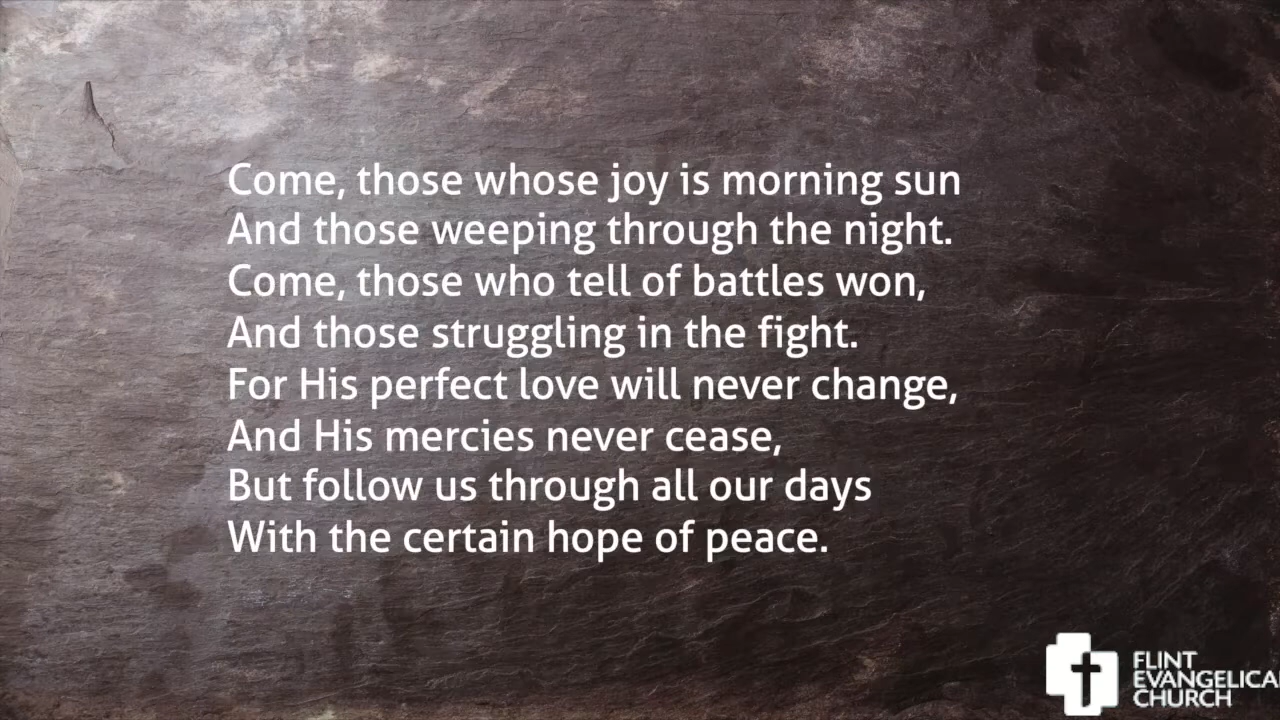 Come, those whose joy is morning sun
And those weeping through the night.
Come, those who tell of battles won,
And those struggling in the fight.
For His perfect love will never change,
And His mercies never cease,
But follow us through all our days
With the certain hope of peace.
FLINT
EVANGELICA
CHURCH